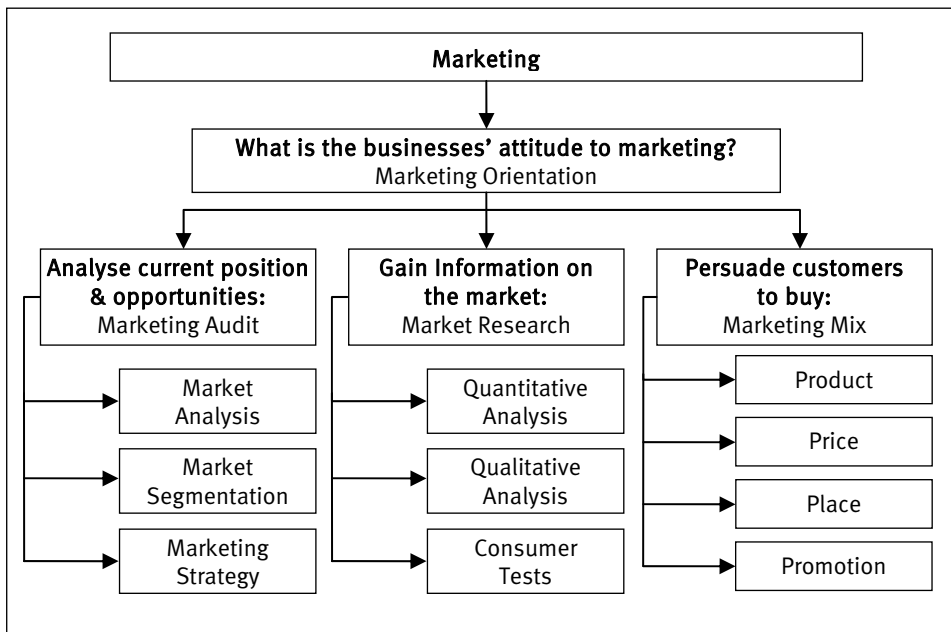 Marketing
What is the businesses’ attitude to marketing?
Marketing Orientation
Analyse current position
& opportunities:
Marketing Audit
Market
Analysis
Market
Segmentation
Marketing
Strategy
Gain Information on
the market:
Market Research
Quantitative
Analysis
Qualitative
Analysis
Consumer
Tests
Persuade customers
to buy:
Marketing Mix
Product
Price
Place
Promotion